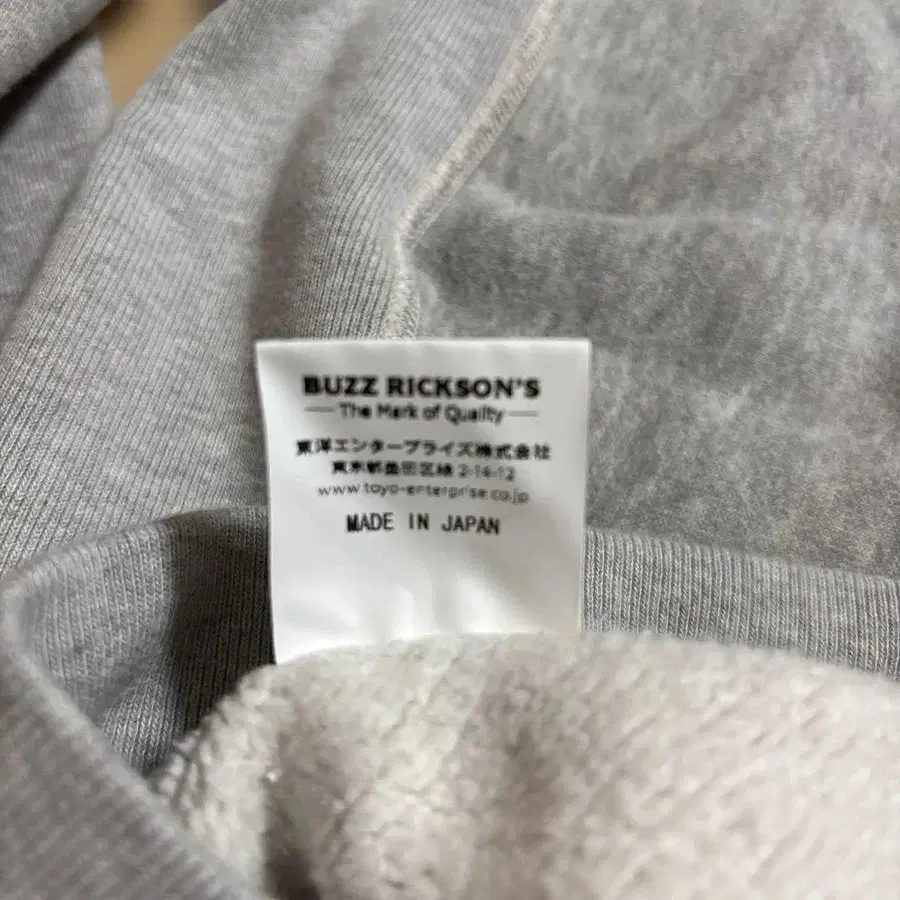 BUZZ RICKSON'S
The Mark of Quality
東洋エンタープライズ株式会社
東京都墨田区緑 2-16-12
www.toyo-enterprise.co.jp
MADE IN JAPAN